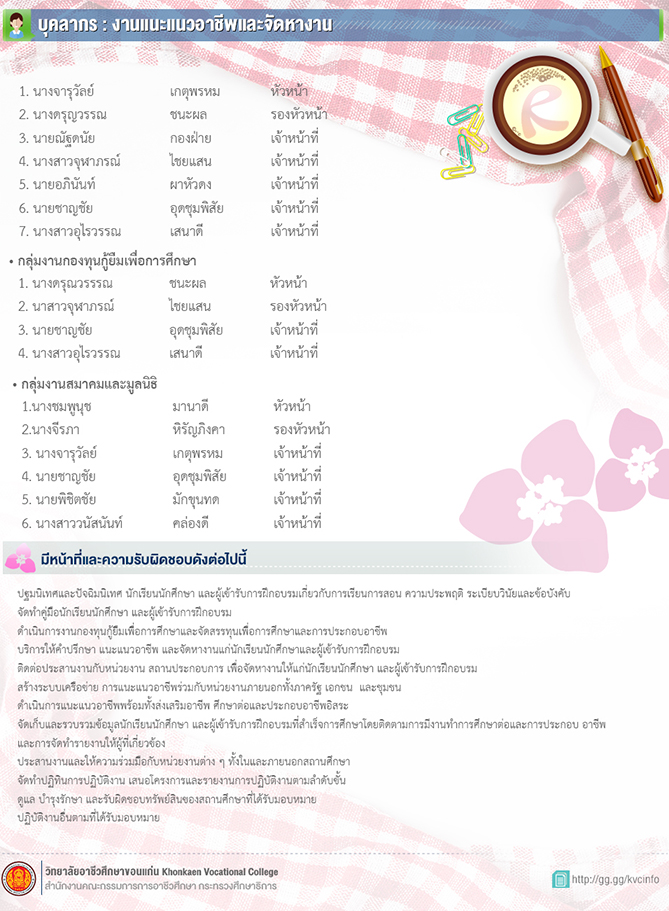 บุคลากร : งานแนะแนวอาชีพและจัดหางาน
1. นางจารุวัลย์ เกตุพรหม หัวหน้า
2. นางดรุญวรรณ ชนะผล รองหัวหน้า
3. นายณัฐดนัย กองฝ่าย เจ้าหน้าที่
4. นางสาวจุฬาภรณ์ ไชยแสน เจ้าหน้าที่
5. นายอภินันท์ ผาหัวดง เจ้าหน้าที่
6. นายชาญชัย อุดชุมพิสัย เจ้าหน้าที่
7. นางสาวอุไรวรรณ เสนาดี เจ้าหน้าที่
• กลุ่มงานกองทุนกู้ยืมเพื่อการศึกษา
1. นางดรุณวรรรณ ชนะผล หัวหน้า
2. นาสาวจุฬาภรณ์ ไชยแสน รองหัวหน้า
3. นายชาญชัย อุดชุมพิสัย เจ้าหน้าที่
4. นางสาวอุไรวรรณ เสนาดี เจ้าหน้าที่
• กลุ่มงานสมาคมและมูลนิธิ
1.นางชมพูนุช มานาดี หัวหน้า
2.นางจีรภา หิรัญภิงคา รองหัวหน้า
3. นางจารุวัลย์ เกตุพรหม เจ้าหน้าที่
4. นายชาญชัย อุดชุมพิสัย เจ้าหน้าที่
5. นายพิชิตชัย มักขุนทด เจ้าหน้าที่
6. นางสาววนัสนันท์ คล่องดี เจ้าหน้าที่
มีหน้าที่และความรับผิดชอบดังต่อไปนี้
ปฐมนิเทศและปัจฉิมนิเทศ นักเรียนนักศึกษา และผู้เข้ารับการฝึกอบรมเกี่ยวกับการเรียนการสอน ความประพฤติ ระเบียบวินัยและข้อบังคับ
จัดทำคู่มือนักเรียนนักศึกษา และผู้เข้ารับการฝึกอบรม
ดำเนินการงานกองทุนกู้ยืมเพื่อการศึกษาและจัดสรรทุนเพื่อการศึกษาและการประกอบอาชีพ
บริการให้คำปรึกษา แนะแนวอาชีพ และจัดหางานแก่นักเรียนนักศึกษาและผู้เข้ารับการฝึกอบรม
ติดต่อประสานงานกับหน่วยงาน สถานประกอบการ เพื่อจัดหางานให้แก่นักเรียนนักศึกษา และผู้เข้ารับการฝึกอบรม
สร้างระบบเครือข่าย การแนะแนวอาชีพร่วมกับหน่วยงานภายนอกทั้งภาครัฐ เอกชน และชุมชน
ดำเนินการแนะแนวอาชีพพร้อมทั้งส่งเสริมอาชีพ ศึกษาต่อและประกอบอาชีพอิสระ
จัดเก็บและรวบรวมข้อมูลนักเรียนนักศึกษา และผู้เข้ารับการฝึกอบรมที่สำเร็จการศึกษาโดยติดตามการมีงานทำการศึกษาต่อและการประกอบ อาชีพ
และการจัดทำรายงานให้ผู้ที่เกี่ยวข้อง
ประสานงานและให้ความร่วมมือกับหน่วยงานต่าง ๆ ทั้งในและภายนอกสถานศึกษา
จัดทำปฏิทินการปฏิบัติงาน เสนอโครงการและรายงานการปฏิบัติงานตามลำดับขั้น
ดูแล บำรุงรักษา และรับผิดชอบทรัพย์สินของสถานศึกษาที่ได้รับมอบหมาย
ปฏิบัติงานอื่นตามที่ได้รับมอบหมาย
วิทยาลัยอาชีวศึกษาขอนแก่น Khonkaen Vocational College
สำนักงานคณะกรรมการการอาชีวศึกษา กระทรวงศึกษาธิการ
http://gg.gg/kvcinfo